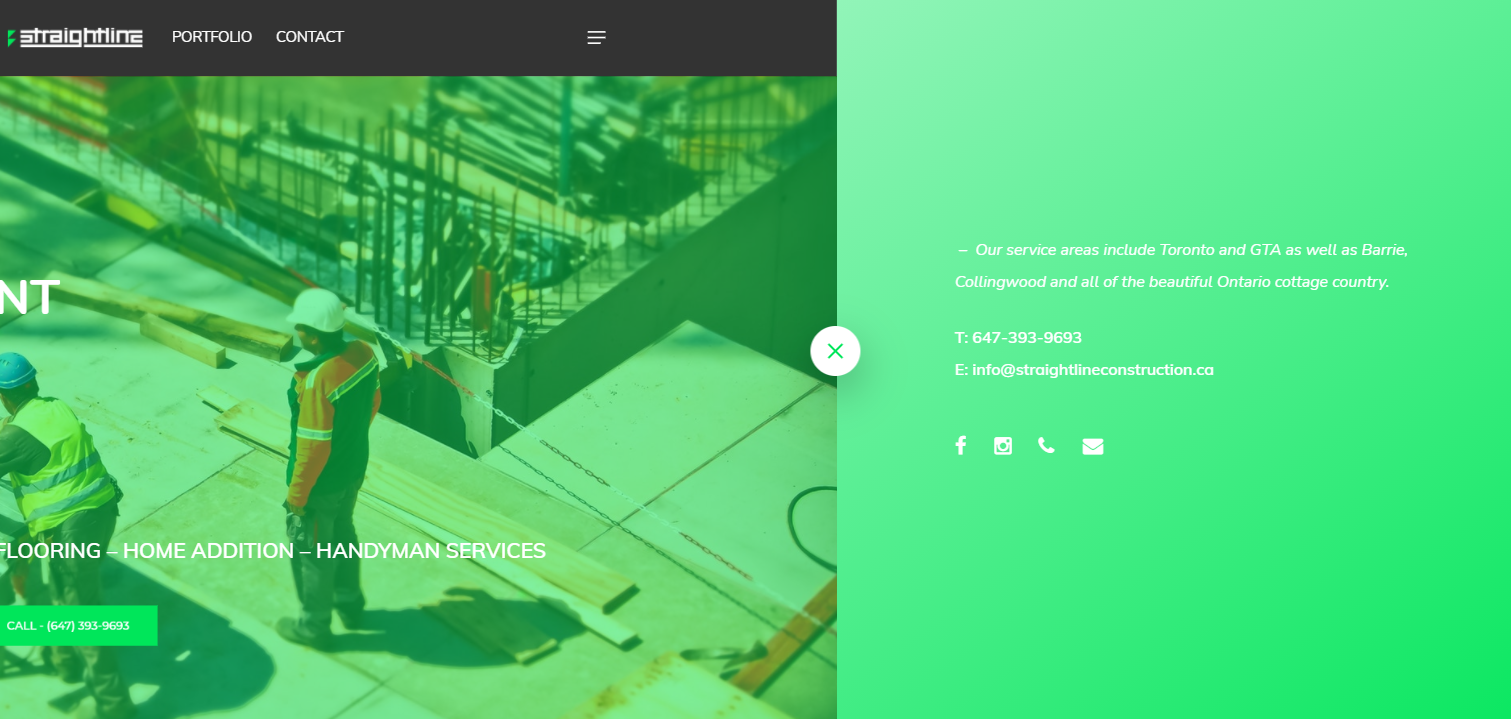 straightline
PORTFOLIO
CONTACT
NT
FLOORING – HOME ADDITION – HANDYMAN SERVICES
CALL - (647) 393-9693
– Our service areas include Toronto and GTA as well as Barrie,
Collingwood and all of the beautiful Ontario cottage country.
T: 647-393-9693
E: info@straightlineconstruction.ca